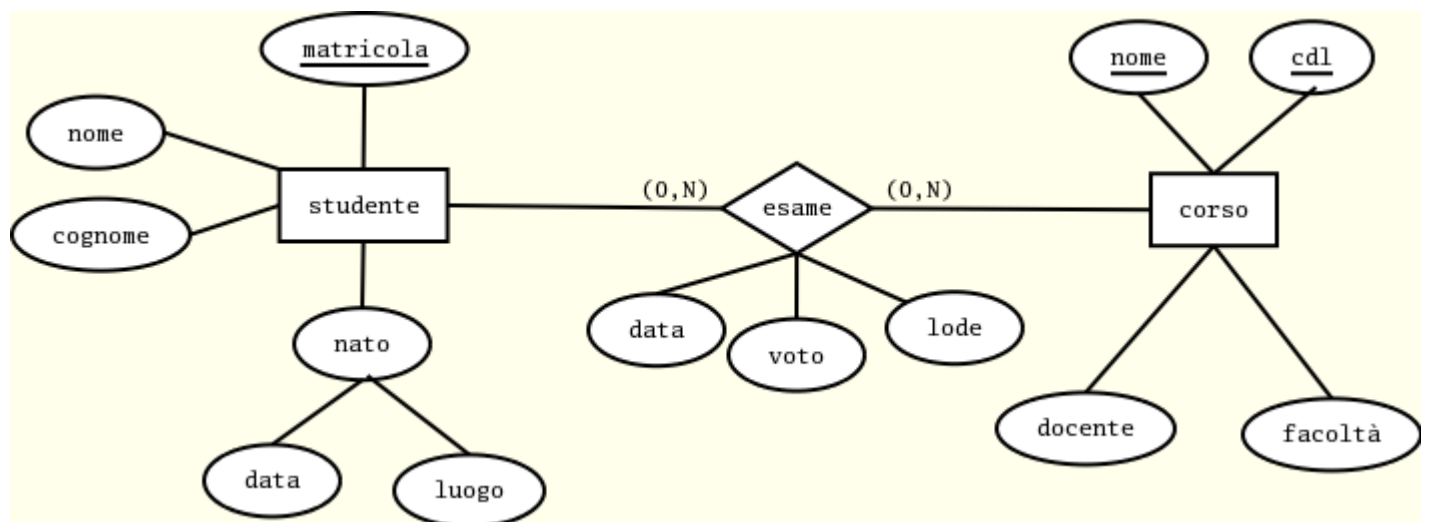 matricola
nome
cdl
nome
studente
(0,N)
esame
(0,N)
corso
cognome
nato
data
voto
lode
docente
facoltà
data
luogo